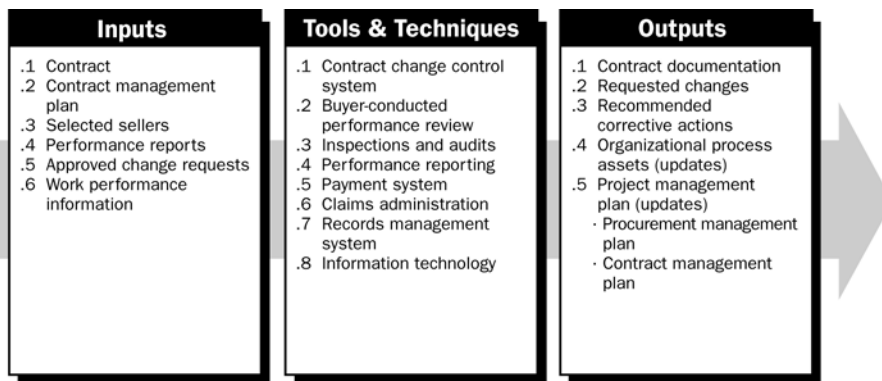 Inputs
.1 Contract
.2 Contract management
plan
.3 Selected sellers
.4 Performance reports
.5 Approved change requests
.6 Work performance
information
Tools & Techniques
.1 Contract change control
system
.2 Buyer-conducted
performance review
.3 Inspections and audits
.4 Performance reporting
.5 Payment system
.6 Claims administration
.7 Records management
system
.8 Information technology
Outputs
.1 Contract documentation
.2 Requested changes
.3 Recommended
corrective actions
.4 Organizational process
assets (updates)
.5 Project management
plan (updates)
· Procurement management
plan
· Contract management
plan